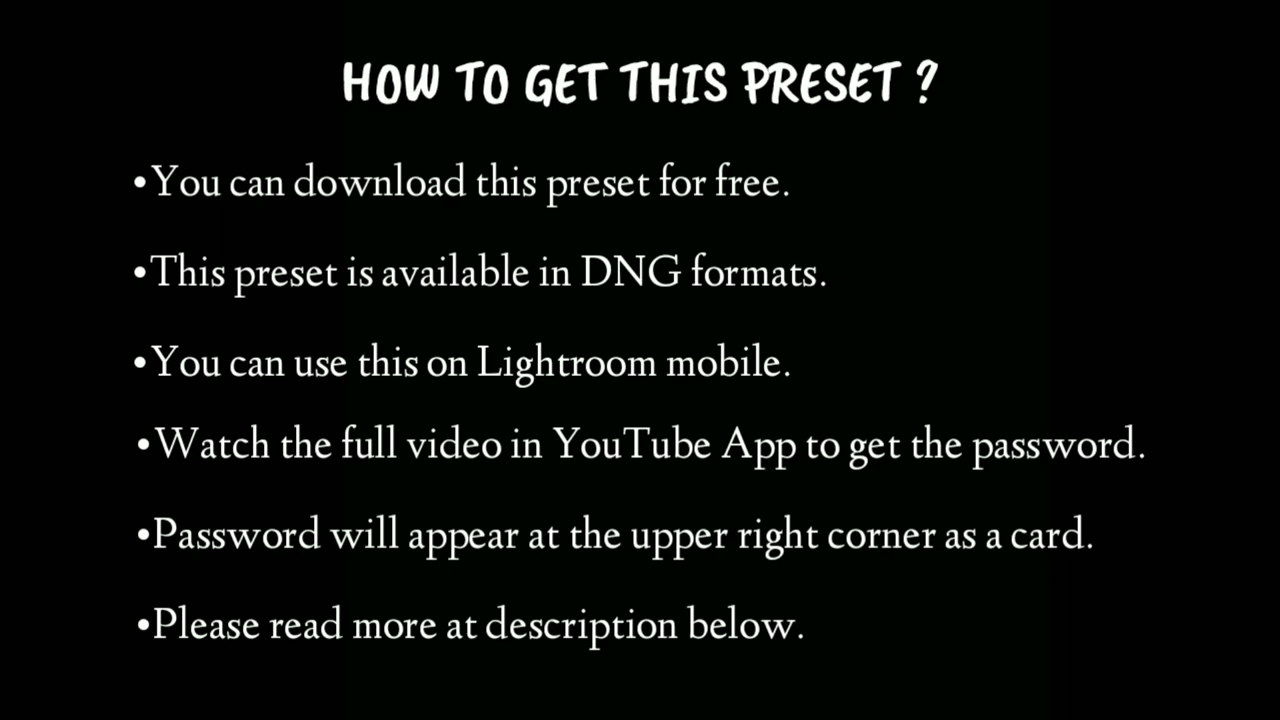 HOW TO GET THIS PRESET ?
•You can download this preset for free.
•This preset is available in DNG formats.
•You can use this on Lightroom mobile.
•Watch the full video in YouTube App to get the password.
•Password will appear at the upper right corner as a card.
•Please read more at description below.